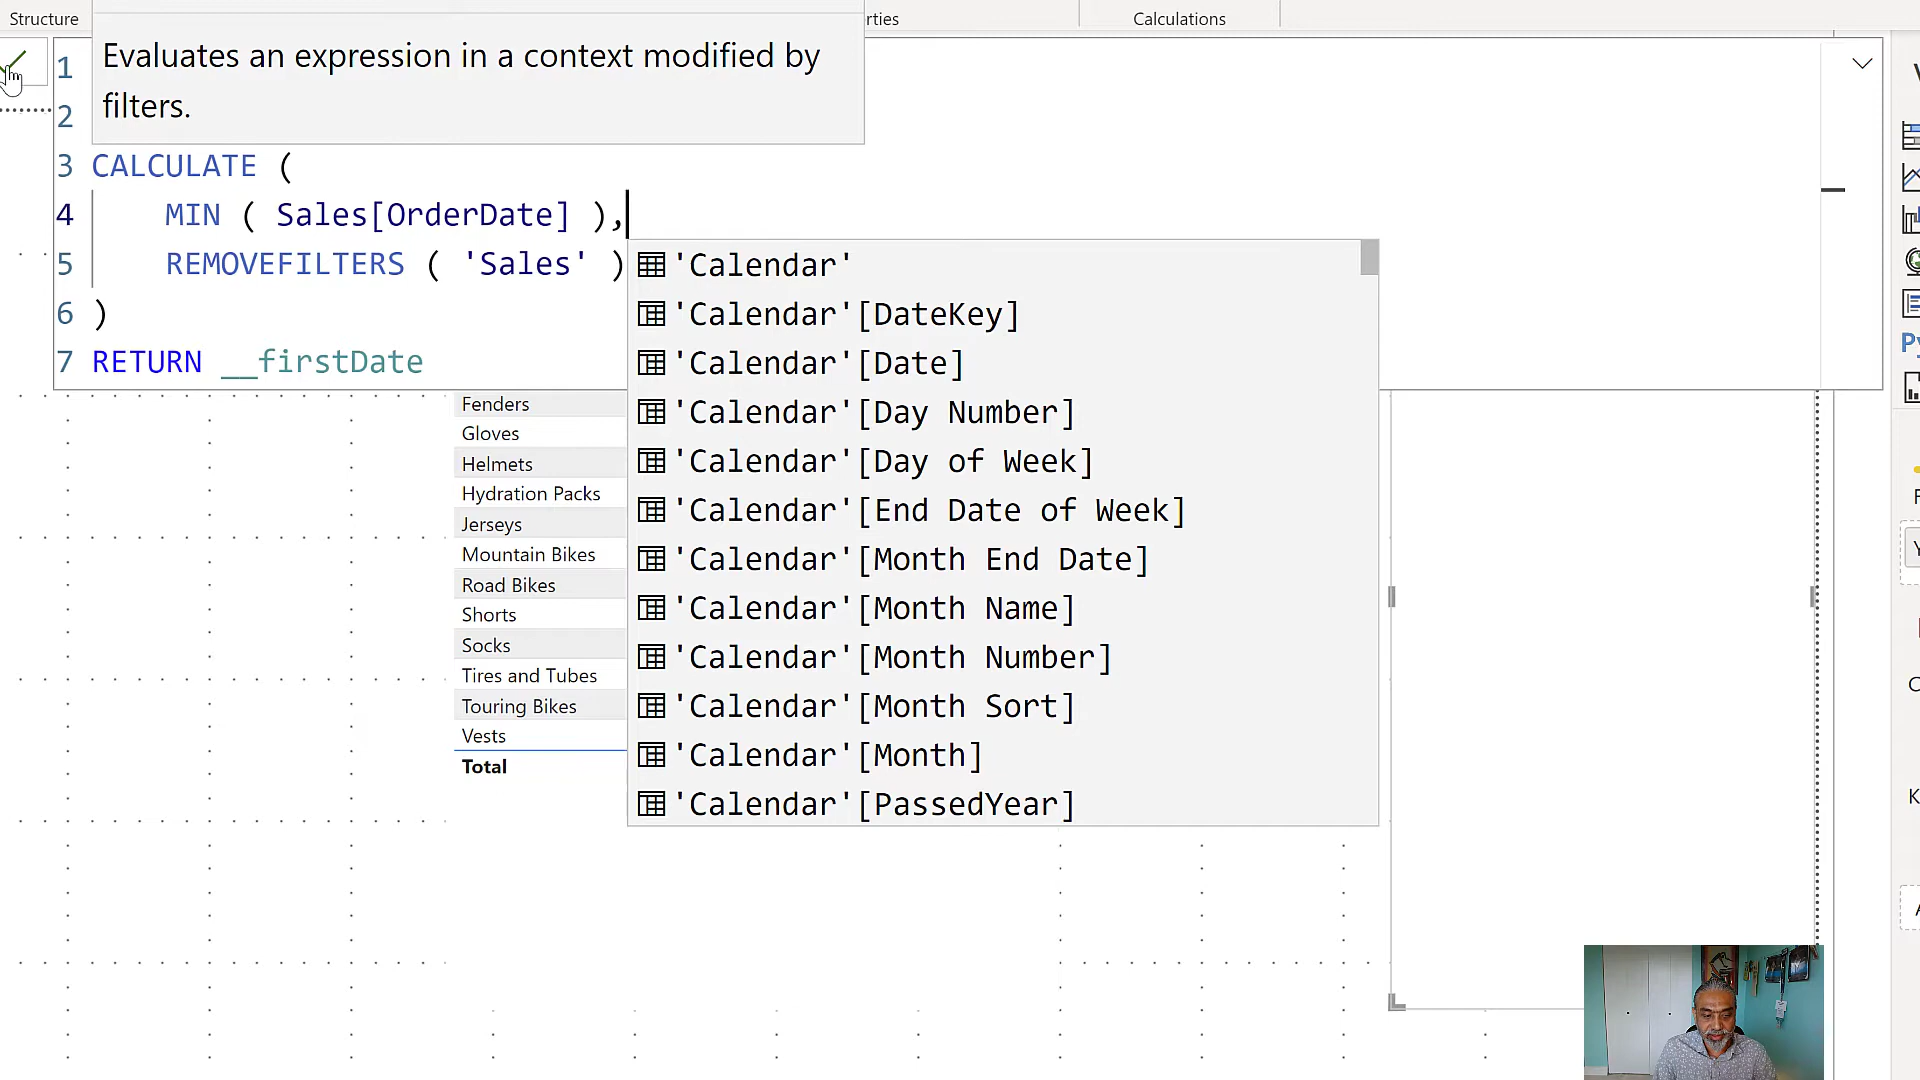 Structure
rties
Calculations
Evaluates an expression in a context modified by
filters.
1
2
3 CALCULATE (
4 MIN ( Sales[OrderDate] ),
5 REMOVEFILTERS ( 'Sales' )
6 )
7 RETURN __firstDate
'Calendar'
'Calendar'[DateKey]
'Calendar'[Date]
'Calendar'[Day Number]
'Calendar'[Day of Week]
'Calendar'[End Date of Week]
'Calendar'[Month End Date]
'Calendar'[Month Name]
'Calendar'[Month Number]
'Calendar'[Month Sort]
'Calendar'[Month]
'Calendar'[PassedYear]
Fenders
Gloves
Helmets
Hydration Packs
Jerseys
Mountain Bikes
Road Bikes
Shorts
Socks
Tires and Tubes
Touring Bikes
Vests
Total